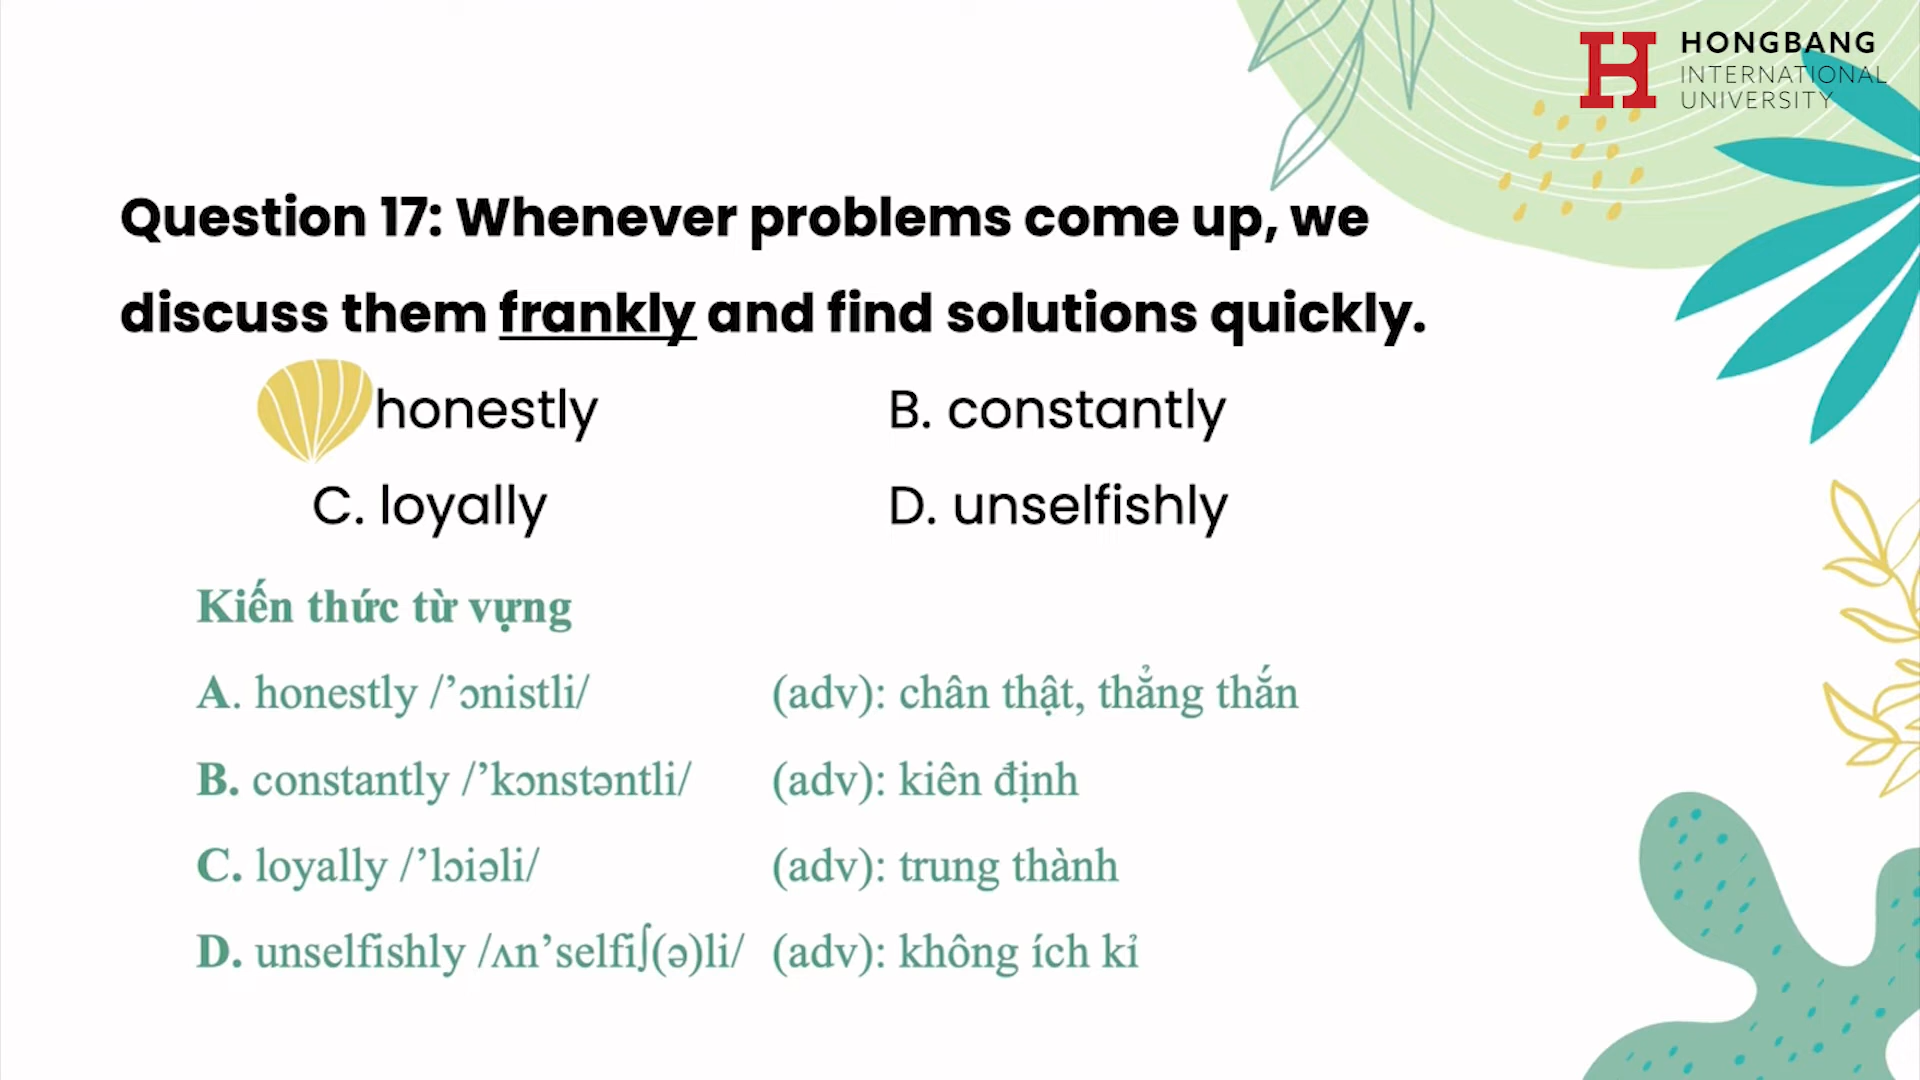 HONGBANG
INTERNATIONAL
UNIVERSITY
Question 17: Whenever problems come up, we
discuss them frankly and find solutions quickly.
honestly B. constantly
C. loyally D. unselfishly
Kiến thức từ vựng
A. honestly /’ɔnistli/ (adv): chân thật, thẳng thắn
B. constantly /’kɔnstəntli/ (adv): kiên định
C. loyally /’lɔiəli/ (adv): trung thành
D. unselfishly /ʌn’selfiʃ(ə)li/ (adv): không ích kỉ